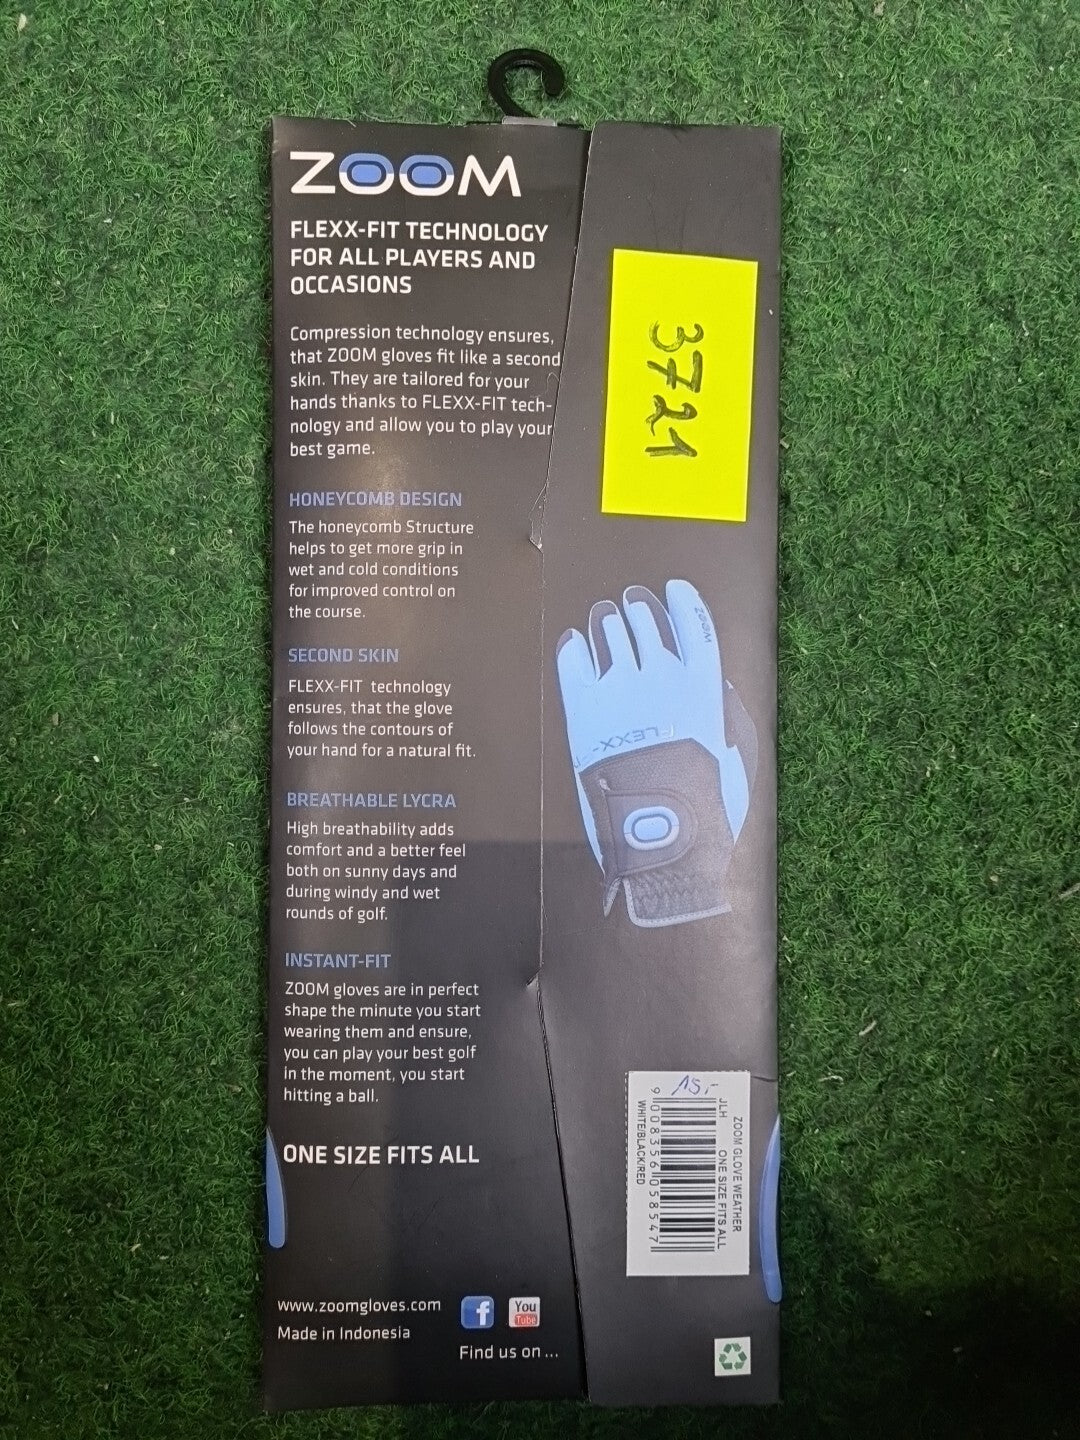 ZOOM
FLEXX-FIT TECHNOLOGY
FOR ALL PLAYERS AND
OCCASIONS
Compression technology ensures,
that ZOOM gloves fit like a second
skin. They are tailored for your
hands thanks to FLEXX-FIT tech-
nology and allow you to play your
best game.
HONEYCOMB DESIGN
The honeycomb Structure
helps to get more grip in
wet and cold conditions
for improved control on
the course.
SECOND SKIN
FLEXX-FIT technology
ensures, that the glove
follows the contours of
your hand for a natural fit.
BREATHABLE LYCRA
High breathability adds
comfort and a better feel
both on sunny days and
during windy and wet
rounds of golf.
INSTANT-FIT
ZOOM gloves are in perfect
shape the minute you start
wearing them and ensure,
you can play your best golf
in the moment, you start
hitting a ball.
ONE SIZE FITS ALL
www.zoomgloves.com
Made in Indonesia
f
You
Tube
Find us on ...
3721
ZOOM
FLEXX-
ZOOM GLOVE WEATHER
JLH ONE SIZE FITS ALL
15,-
9 008356 058547
WHITE/BLACK/RED